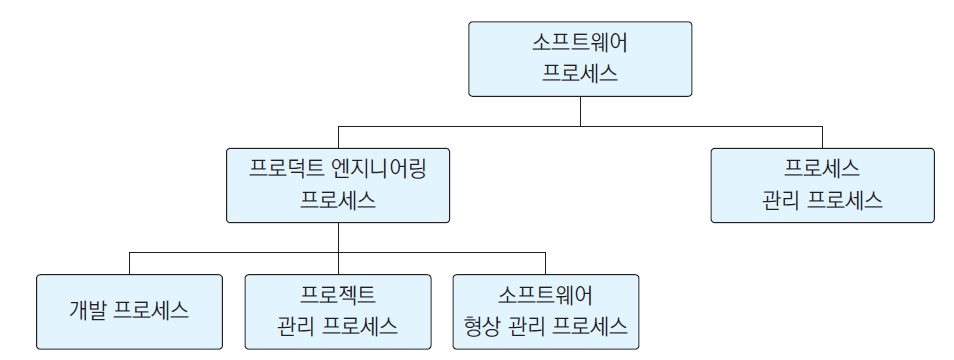 소프트웨어
프로세스
프로덕트 엔지니어링
프로세스
프로세스
관리 프로세스
개발 프로세스
프로젝트
관리 프로세스
소프트웨어
형상 관리 프로세스